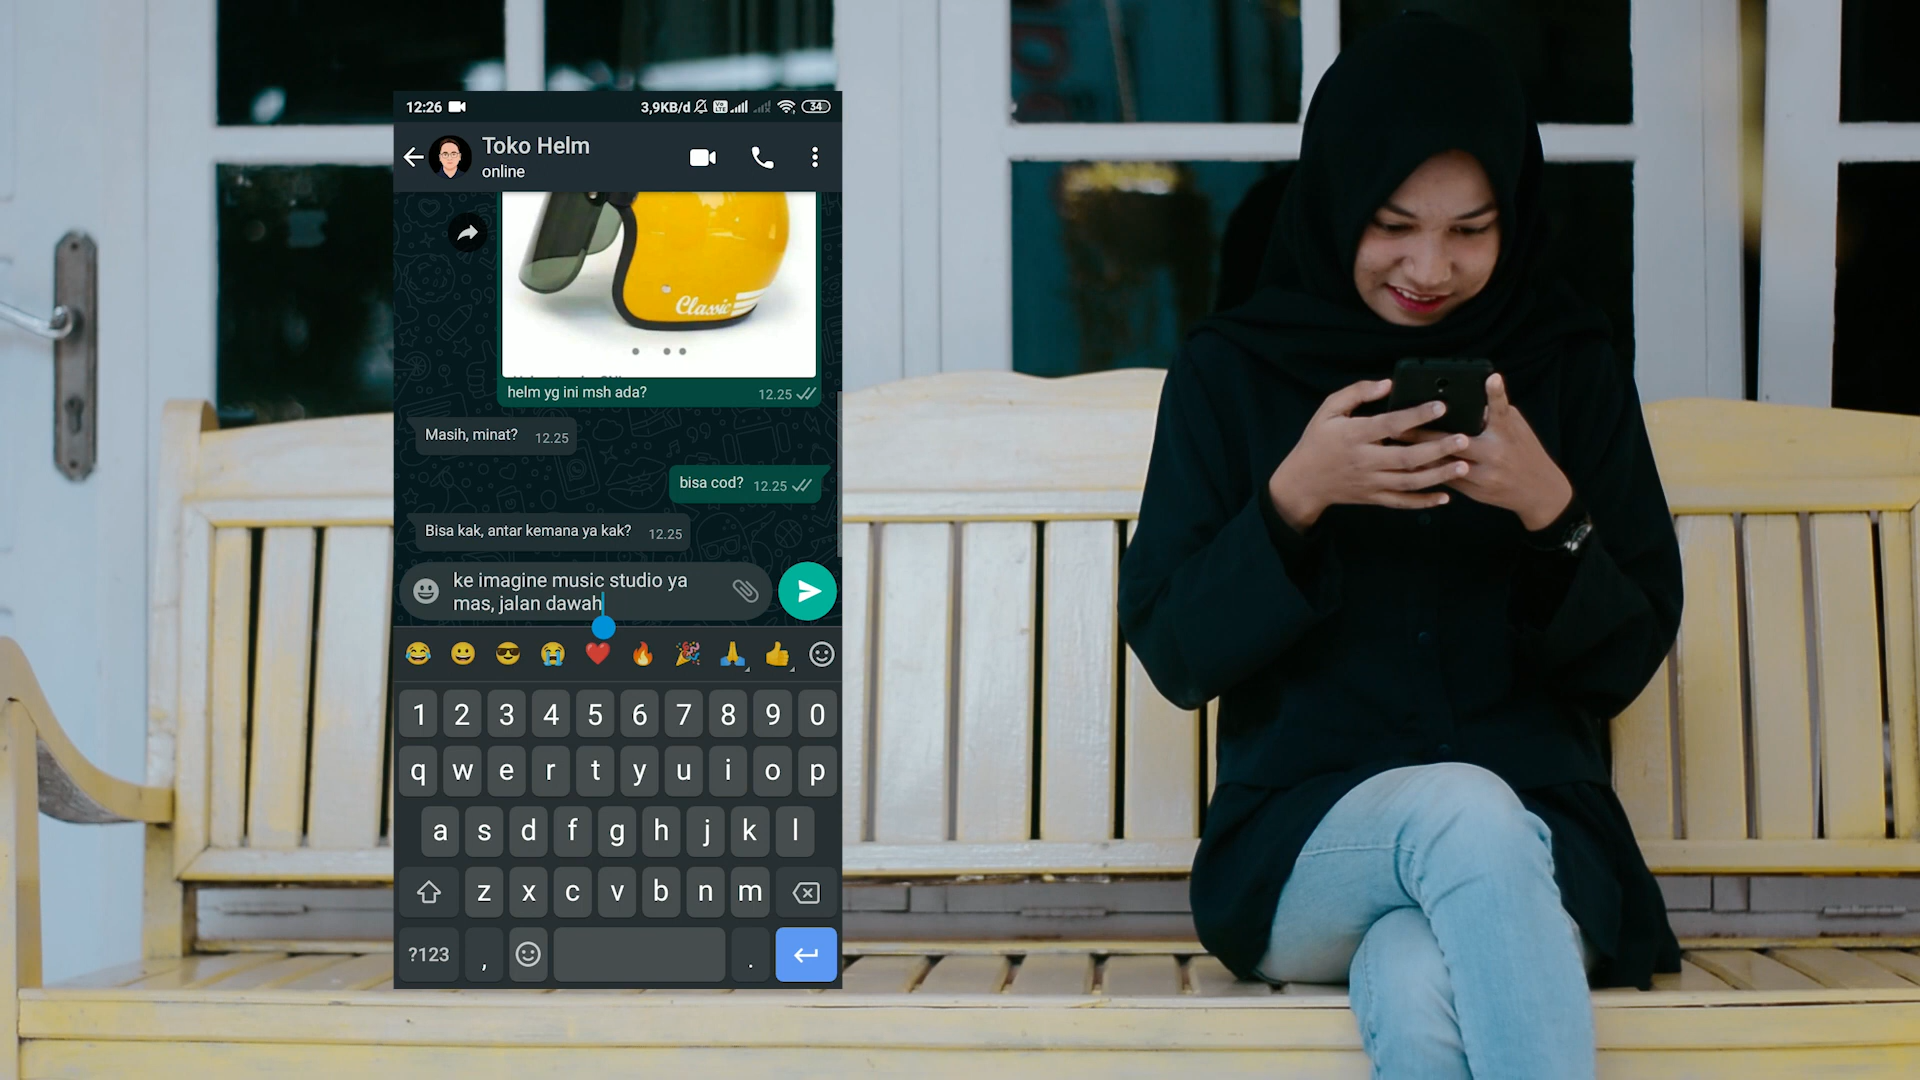 12:26
3,9KB/d
Vo LTE
34
Toko Helm
online
Classic
helm yg ini msh ada?
12.25
Masih, minat?
12.25
bisa cod?
12.25
Bisa kak, antar kemana ya kak?
12.25
ke imagine music studio ya
mas, jalan dawah
1 2 3 4 5 6 7 8 9 0
q w e r t y u i o p
a s d f g h j k l
z x c v b n m
?123 , .